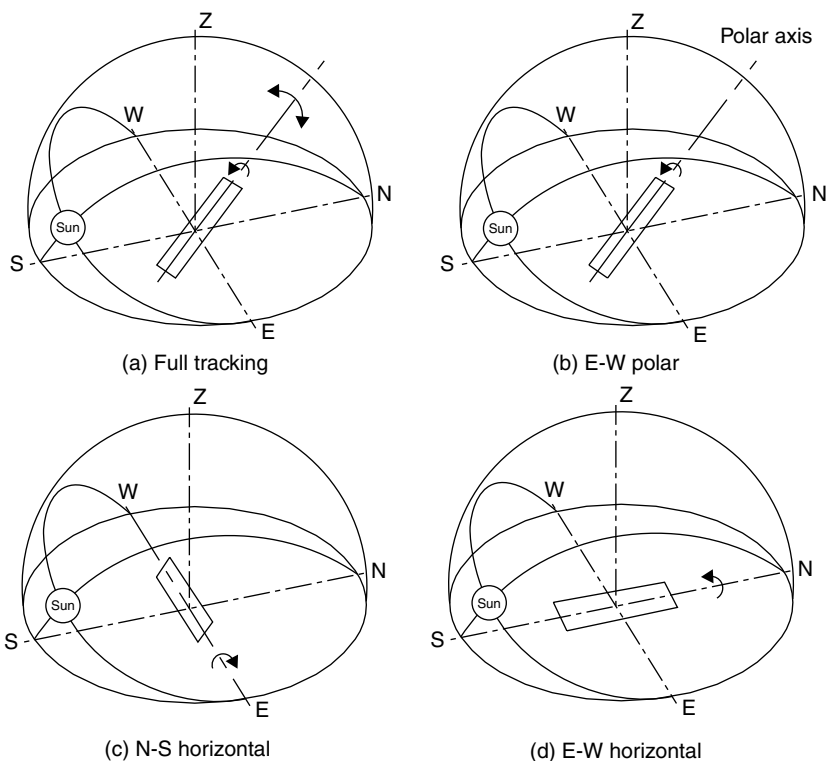 Z
Polar axis
W
N
Sun
S
E
(a) Full tracking
Z
W
N
Sun
S
E
(b) E-W polar
Z
W
N
Sun
S
E
(c) N-S horizontal
Z
W
N
Sun
S
E
(d) E-W horizontal